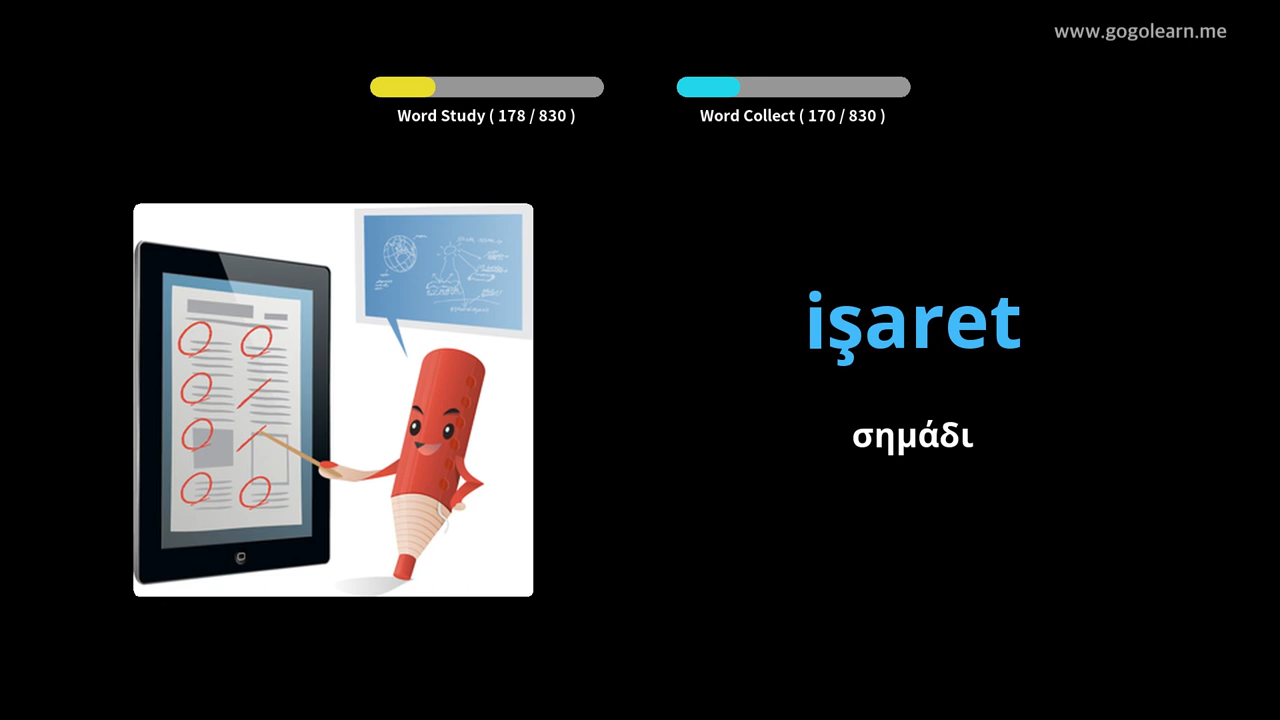 www.gogolearn.me
Word Study ( 178 / 830 )
Word Collect ( 170 / 830 )
işaret
σημάδι